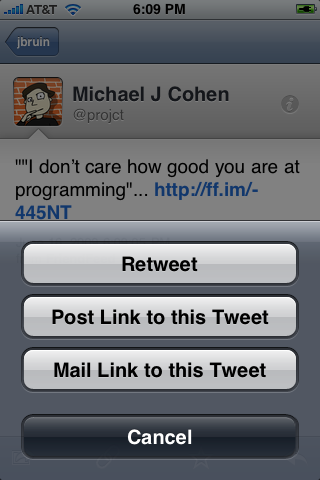 AT&T 6:09 PM
jbruin
Michael J Cohen
@projct
""I don't care how good you are at
programming"... http://ff.im/-
445NT
Retweet
Post Link to this Tweet
Mail Link to this Tweet
Cancel